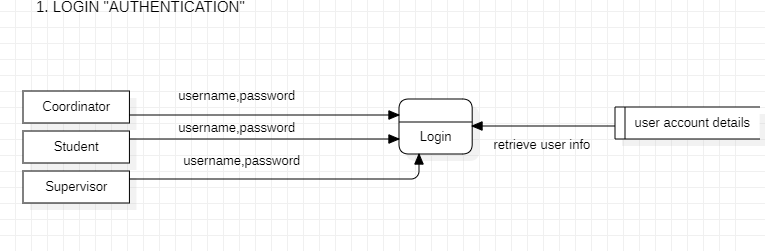 1. LOGIN "AUTHENTICATION"
Coordinator
username,password
Student
username,password
Supervisor
username,password
Login
retrieve user info
user account details